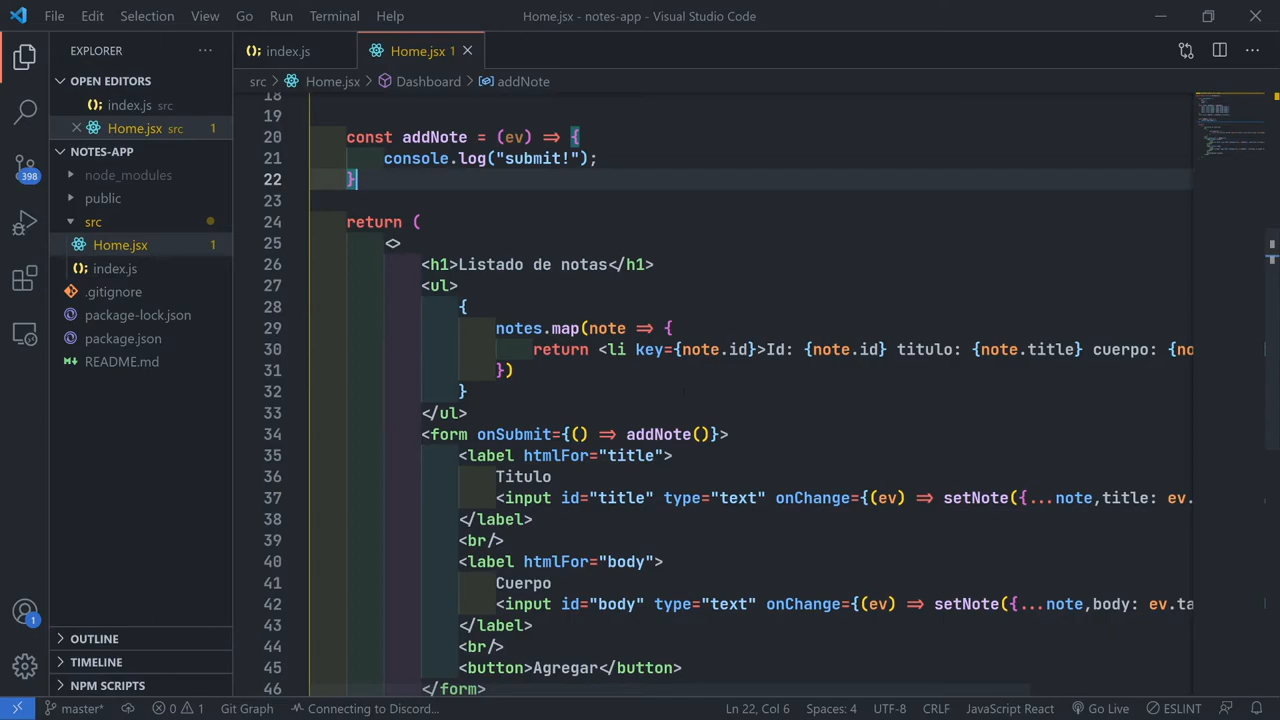 File Edit Selection View Go Run Terminal Help Home.jsx - notes-app - Visual Studio Code
EXPLORER
OPEN EDITORS
index.js src
Home.jsx src 1
NOTES-APP
node_modules
public
src
Home.jsx 1
index.js
.gitignore
package-lock.json
package.json
README.md
OUTLINE
TIMELINE
NPM SCRIPTS
398
1
index.js Home.jsx 1
src > Home.jsx > Dashboard > addNote
18
19
20 const addNote = (ev) => {
21 console.log("submit!");
22 }
23
24 return (
25 <>
26 <h1>Listado de notas</h1>
27 <ul>
28 {
29 notes.map(note => {
30 return <li key={note.id}>Id: {note.id} titulo: {note.title} cuerpo: {no
31 })
32 }
33 </ul>
34 <form onSubmit={() => addNote()}>
35 <label htmlFor="title">
36 Titulo
37 <input id="title" type="text" onChange={(ev) => setNote({...note,title: ev.
38 </label>
39 <br/>
40 <label htmlFor="body">
41 Cuerpo
42 <input id="body" type="text" onChange={(ev) => setNote({...note,body: ev.ta
43 </label>
44 <br/>
45 <button>Agregar</button>
46 </form>
master* 0 1 Git Graph Connecting to Discord... Ln 22, Col 6 Spaces: 4 UTF-8 CRLF JavaScript React Go Live ESLINT